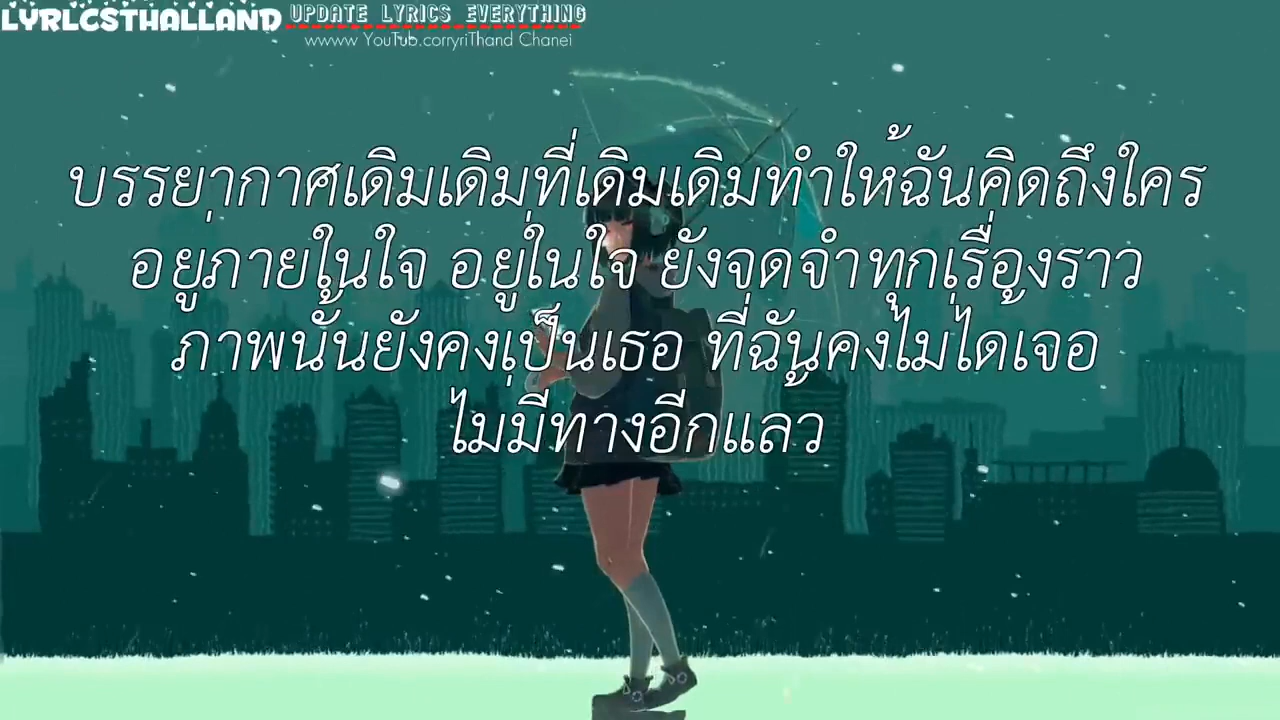 LYRLCSTHALLAND UPDATE LYRICS EVERYTHING
wwww YouTub.corryriThand Chanei
บรรยากาศเดิมเดิมที่เดิมเดิมทำให้ฉันคิดถึงใคร
อยู่ภายในใจ อยู่ในใจ ยังจดจำทุกเรื่องราว
ภาพนั้นยังคงเป็นเธอ ที่ฉันคงไม่ได้เจอ
ไม่มีทางอีกแล้ว